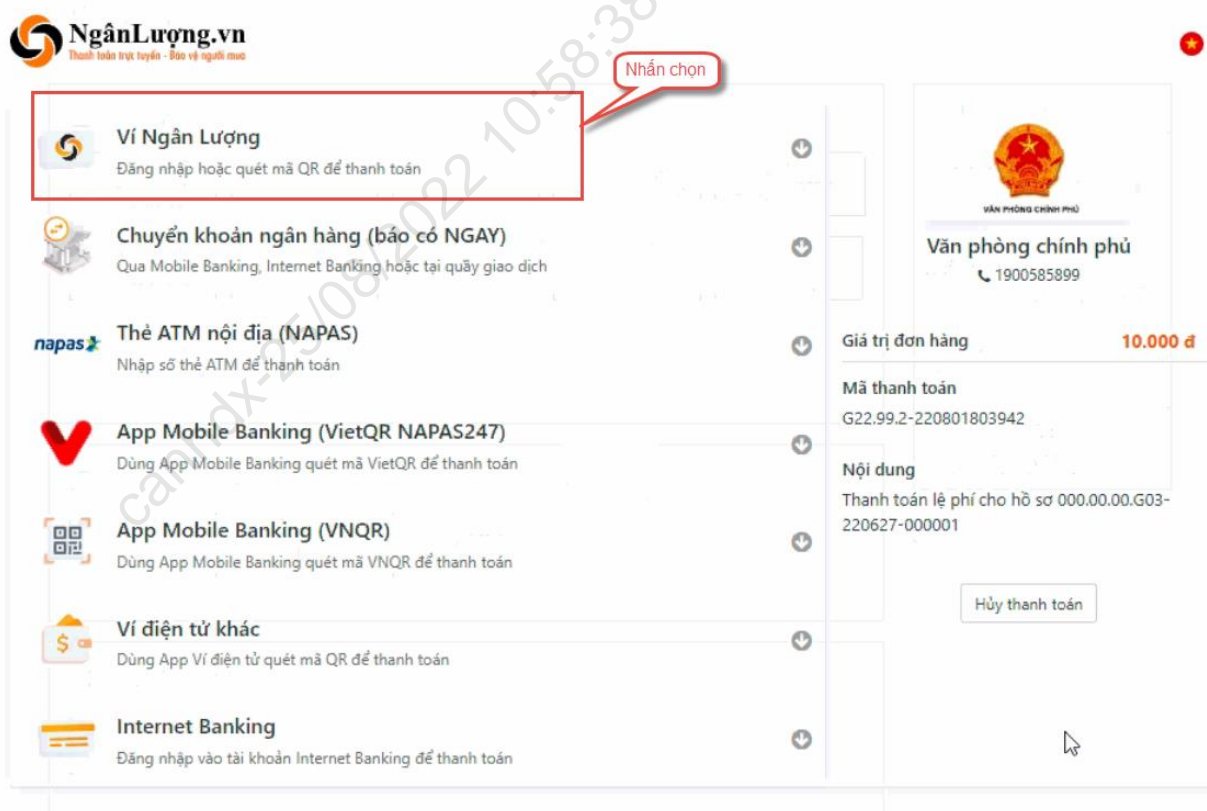 NgânLượng.vn
Thanh toán trực tuyến - Bảo vệ người mua
Nhấn chọn
Ví Ngân Lượng
Đăng nhập hoặc quét mã QR để thanh toán
Chuyển khoản ngân hàng (báo có NGAY)
Qua Mobile Banking, Internet Banking hoặc tại quầy giao dịch
napas
Thẻ ATM nội địa (NAPAS)
Nhập số thẻ ATM để thanh toán
App Mobile Banking (VietQR NAPAS247)
Dùng App Mobile Banking quét mã VietQR để thanh toán
App Mobile Banking (VNQR)
Dùng App Mobile Banking quét mã VNQR để thanh toán
Ví điện tử khác
Dùng App Ví điện tử quét mã QR để thanh toán
Internet Banking
Đăng nhập vào tài khoản Internet Banking để thanh toán
VĂN PHÒNG CHÍNH PHỦ
Văn phòng chính phủ
1900585899
Giá trị đơn hàng 10.000 đ
Mã thanh toán
G22.99.2-220801803942
Nội dung
Thanh toán lệ phí cho hồ sơ 000.00.00.G03-
220627-000001
Hủy thanh toán
canhdx-25/08/2022 10:58:38